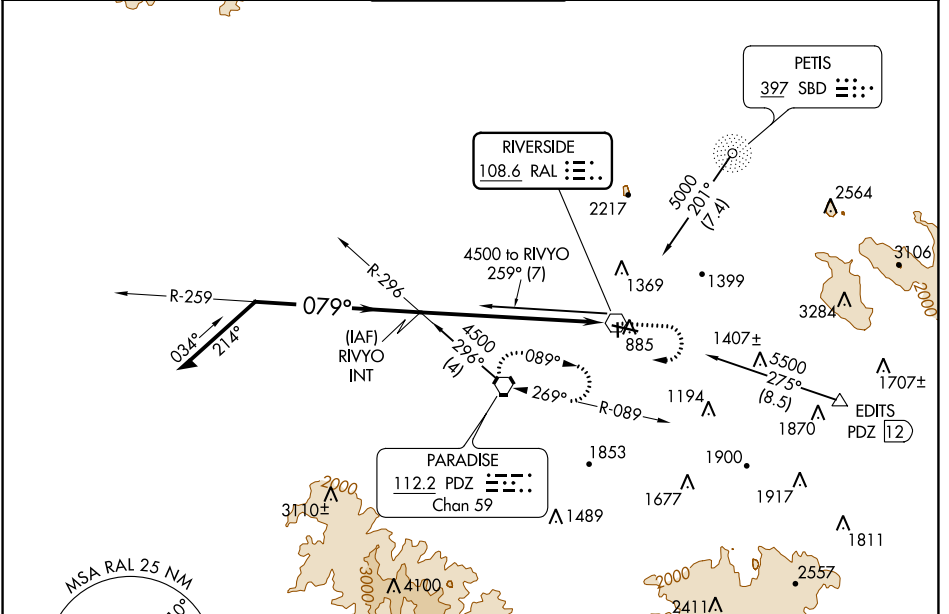 PETIS
397 SBD
RIVERSIDE
108.6 RAL
5000
201°
(7.4)
2217
2564
3106
2000
3284
4500 to RIVYO
259° (7)
1369
1399
R-296
R-259
079°
(IAF)
RIVYO
INT
034°
214°
885
4500
296°
(4)
089°
269°
R-089
1407±
5500
275°
(8.5)
1707±
EDITS
PDZ 12
1194
1870
PARADISE
112.2 PDZ
Chan 59
1853
1900
1677
1917
2000
3110±
1489
1811
MSA RAL 25 NM
3000
4100
2000
2557
2411